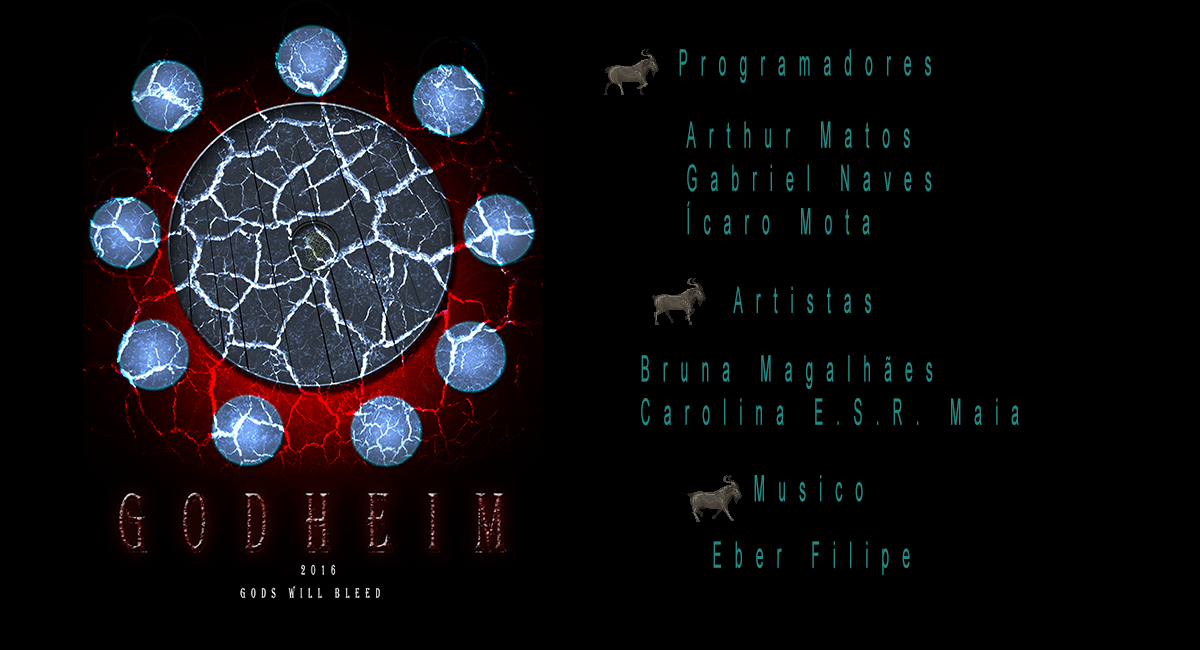 GODHEIM
2016
GODS WILL BLEED
Programadores
Arthur Matos
Gabriel Naves
Ícaro Mota
Artistas
Bruna Magalhães
Carolina E.S.R. Maia
Musico
Eber Filipe